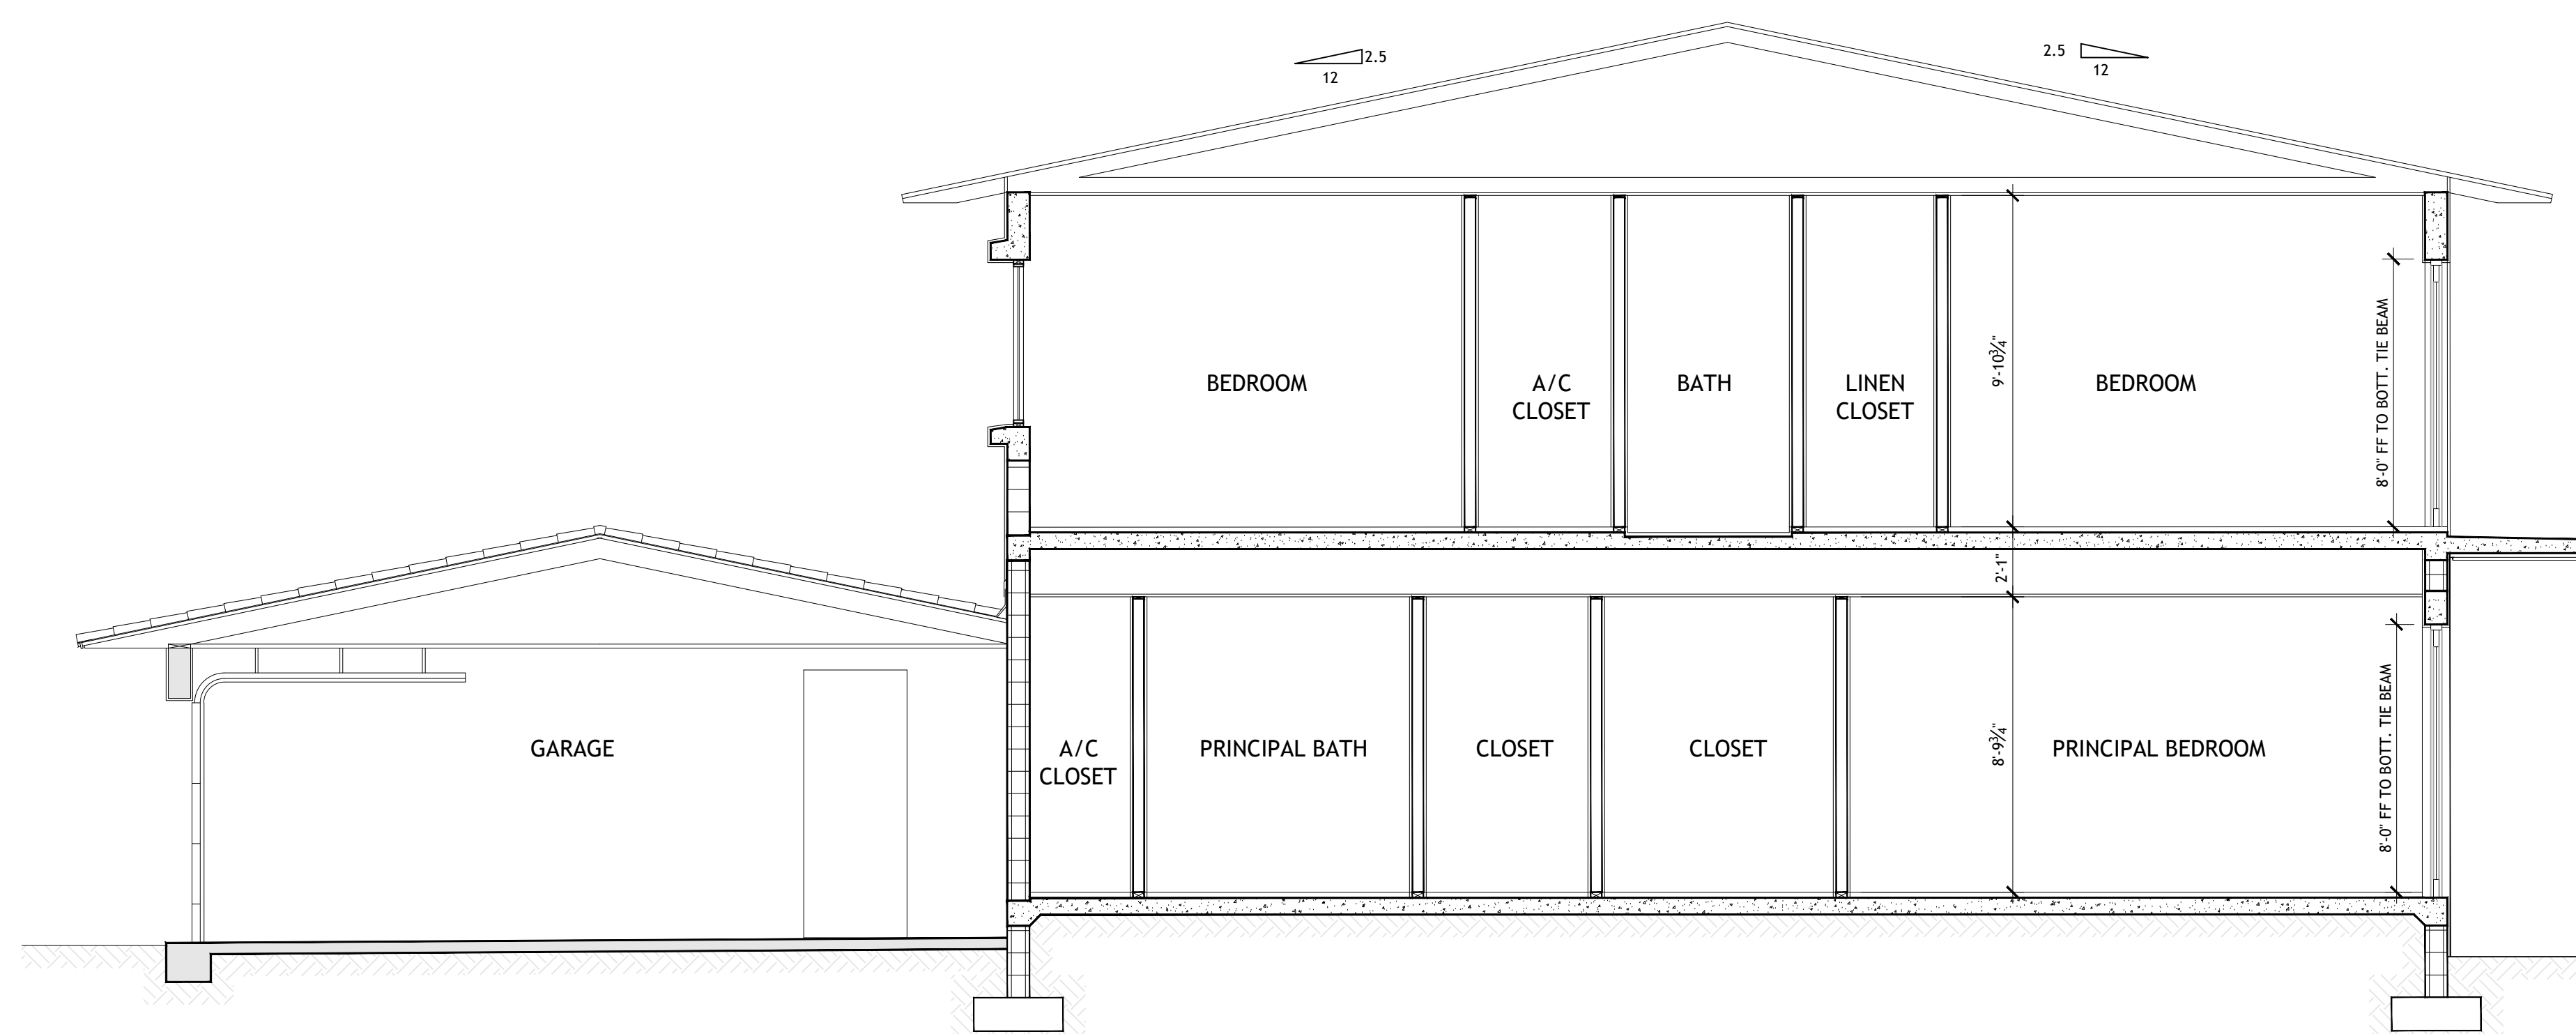 2.5
12
2.5
12
BEDROOM
A/C
CLOSET
BATH
LINEN
CLOSET
9'-10¾"
BEDROOM
8'-0" FF TO BOTT. TIE BEAM
2'-1"
GARAGE
A/C
CLOSET
PRINCIPAL BATH
CLOSET
CLOSET
8'-9¾"
PRINCIPAL BEDROOM
8'-0" FF TO BOTT. TIE BEAM